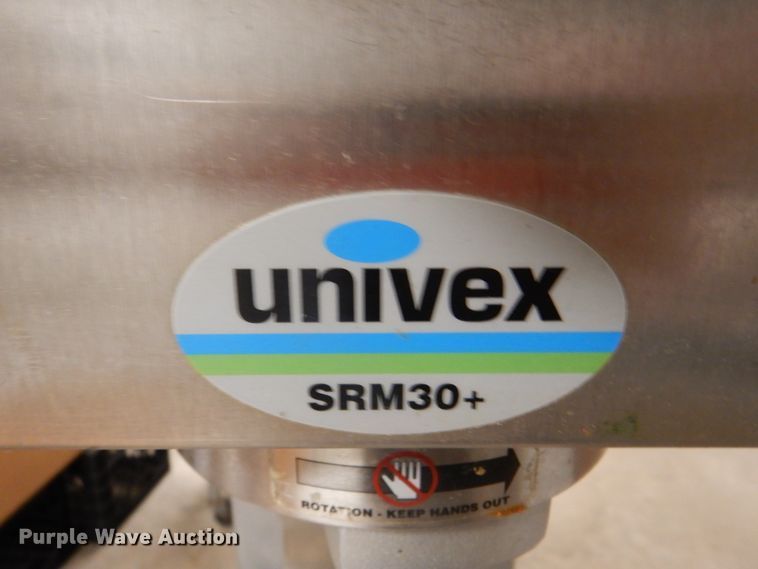 univex
SRM30+
ROTATION - KEEP HANDS OUT
Purple Wave Auction